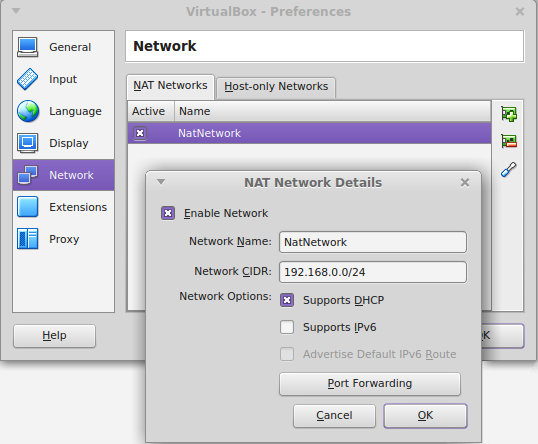 VirtualBox - Preferences
General
Input
Language
Display
Network
Extensions
Proxy
Network
NAT Networks Host-only Networks
Active Name
NatNetwork
NAT Network Details
Enable Network
Network Name: NatNetwork
Network CIDR: 192.168.0.0/24
Network Options: Supports DHCP
Supports IPv6
Advertise Default IPv6 Route
Port Forwarding
Cancel OK
Help K